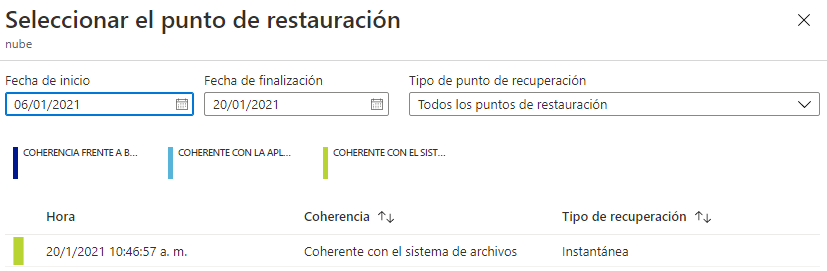 Seleccionar el punto de restauración
nube
Fecha de inicio Fecha de finalización Tipo de punto de recuperación
06/01/2021 20/01/2021 Todos los puntos de restauración
COHERENCIA FRENTE A B... COHERENTE CON LA APL... COHERENTE CON EL SIST...
Hora Coherencia Tipo de recuperación
20/1/2021 10:46:57 a. m. Coherente con el sistema de archivos Instantánea